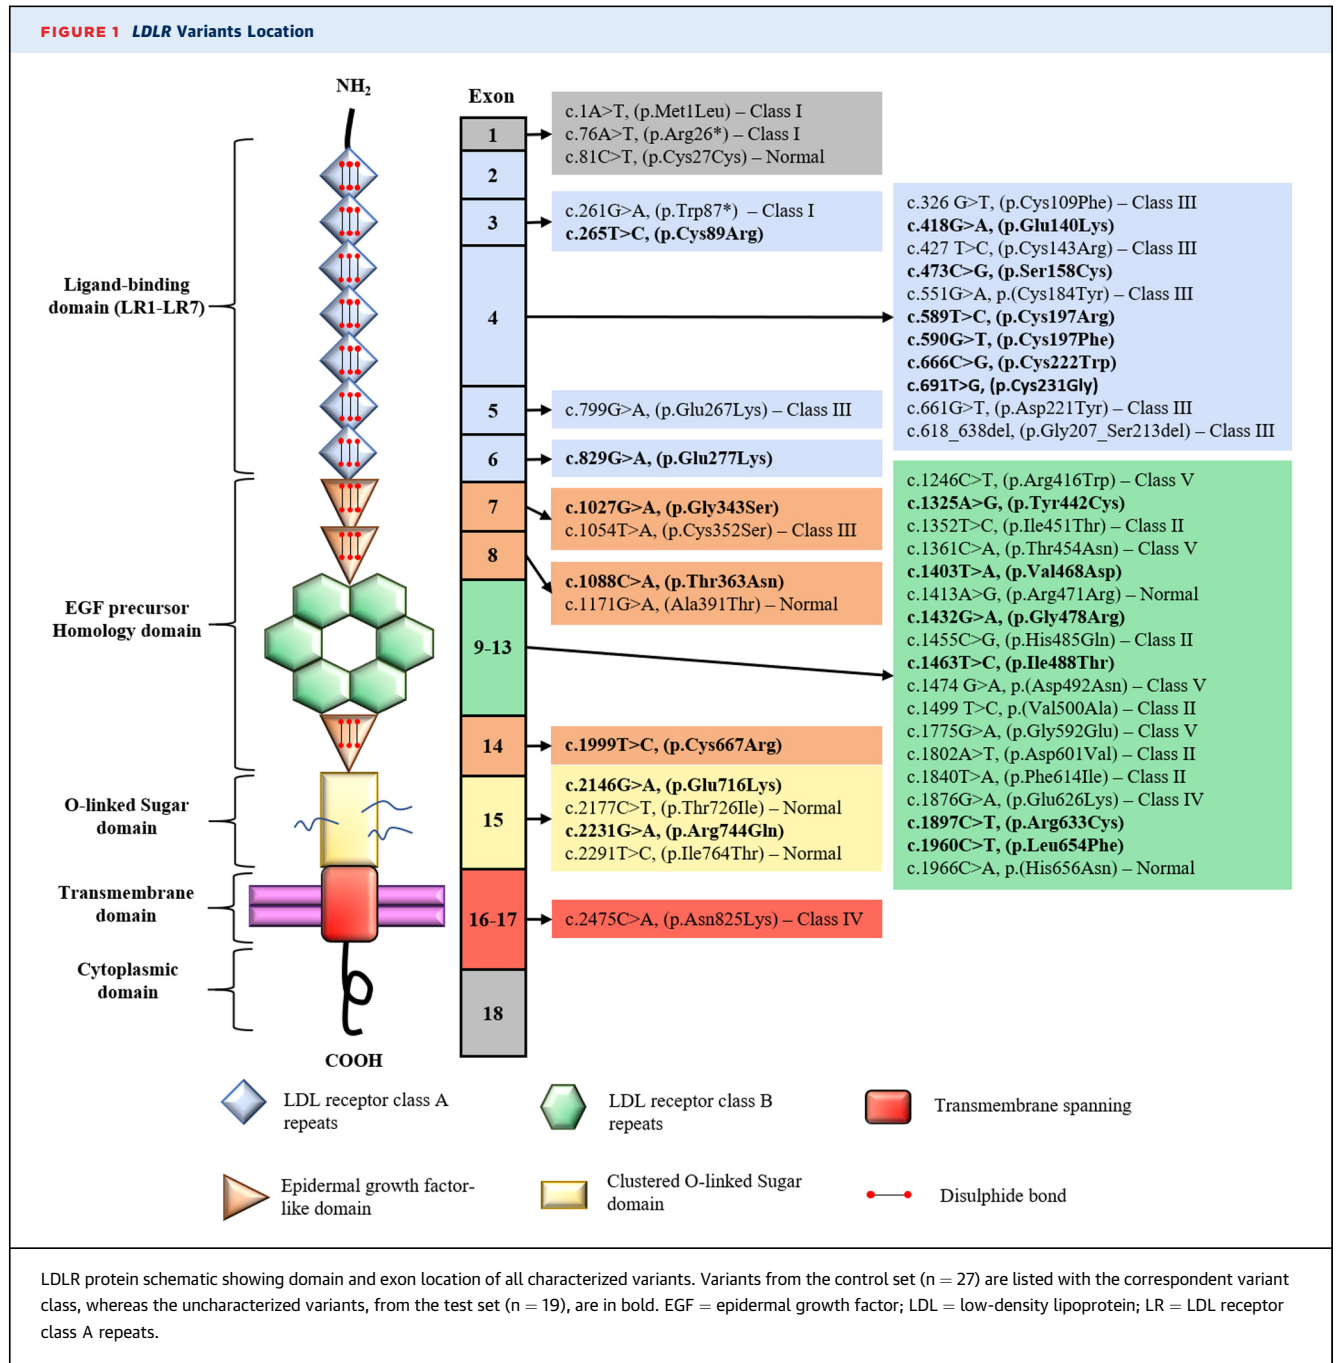 FIGURE 1 LDLR Variants Location
NH2
Exon
Ligand-binding
domain (LR1-LR7)
EGF precursor
Homology domain
O-linked Sugar
domain
Transmembrane
domain
Cytoplasmic
domain
COOH
1
2
3
4
5
6
7
8
9-13
14
15
16-17
18
c.1A>T, (p.Met1Leu) – Class I
c.76A>T, (p.Arg26*) – Class I
c.81C>T, (p.Cys27Cys) – Normal
c.261G>A, (p.Trp87*) – Class I
c.265T>C, (p.Cys89Arg)
c.326 G>T, (p.Cys109Phe) – Class III
c.418G>A, (p.Glu140Lys)
c.427 T>C, (p.Cys143Arg) – Class III
c.473C>G, (p.Ser158Cys)
c.551G>A, p.(Cys184Tyr) – Class III
c.589T>C, (p.Cys197Arg)
c.590G>T, (p.Cys197Phe)
c.666C>G, (p.Cys222Trp)
c.691T>G, (p.Cys231Gly)
c.661G>T, (p.Asp221Tyr) – Class III
c.618_638del, (p.Gly207_Ser213del) – Class III
c.799G>A, (p.Glu267Lys) – Class III
c.829G>A, (p.Glu277Lys)
c.1027G>A, (p.Gly343Ser)
c.1054T>A, (p.Cys352Ser) – Class III
c.1088C>A, (p.Thr363Asn)
c.1171G>A, (Ala391Thr) – Normal
c.1246C>T, (p.Arg416Trp) – Class V
c.1325A>G, (p.Tyr442Cys)
c.1352T>C, (p.Ile451Thr) – Class II
c.1361C>A, (p.Thr454Asn) – Class V
c.1403T>A, (p.Val468Asp)
c.1413A>G, (p.Arg471Arg) – Normal
c.1432G>A, (p.Gly478Arg)
c.1455C>G, (p.His485Gln) – Class II
c.1463T>C, (p.Ile488Thr)
c.1474 G>A, p.(Asp492Asn) – Class V
c.1499 T>C, p.(Val500Ala) – Class II
c.1775G>A, (p.Gly592Glu) – Class V
c.1802A>T, (p.Asp601Val) – Class II
c.1840T>A, (p.Phe614Ile) – Class II
c.1876G>A, (p.Glu626Lys) – Class IV
c.1897C>T, (p.Arg633Cys)
c.1960C>T, (p.Leu654Phe)
c.1966C>A, p.(His656Asn) – Normal
c.1999T>C, (p.Cys667Arg)
c.2146G>A, (p.Glu716Lys)
c.2177C>T, (p.Thr726Ile) – Normal
c.2231G>A, (p.Arg744Gln)
c.2291T>C, (p.Ile764Thr) – Normal
c.2475C>A, (p.Asn825Lys) – Class IV
LDL receptor class A
repeats
LDL receptor class B
repeats
Transmembrane spanning
Epidermal growth factor-
like domain
Clustered O-linked Sugar
domain
Disulphide bond
LDLR protein schematic showing domain and exon location of all characterized variants. Variants from the control set (n = 27) are listed with the correspondent variant
class, whereas the uncharacterized variants, from the test set (n = 19), are in bold. EGF = epidermal growth factor; LDL = low-density lipoprotein; LR = LDL receptor
class A repeats.